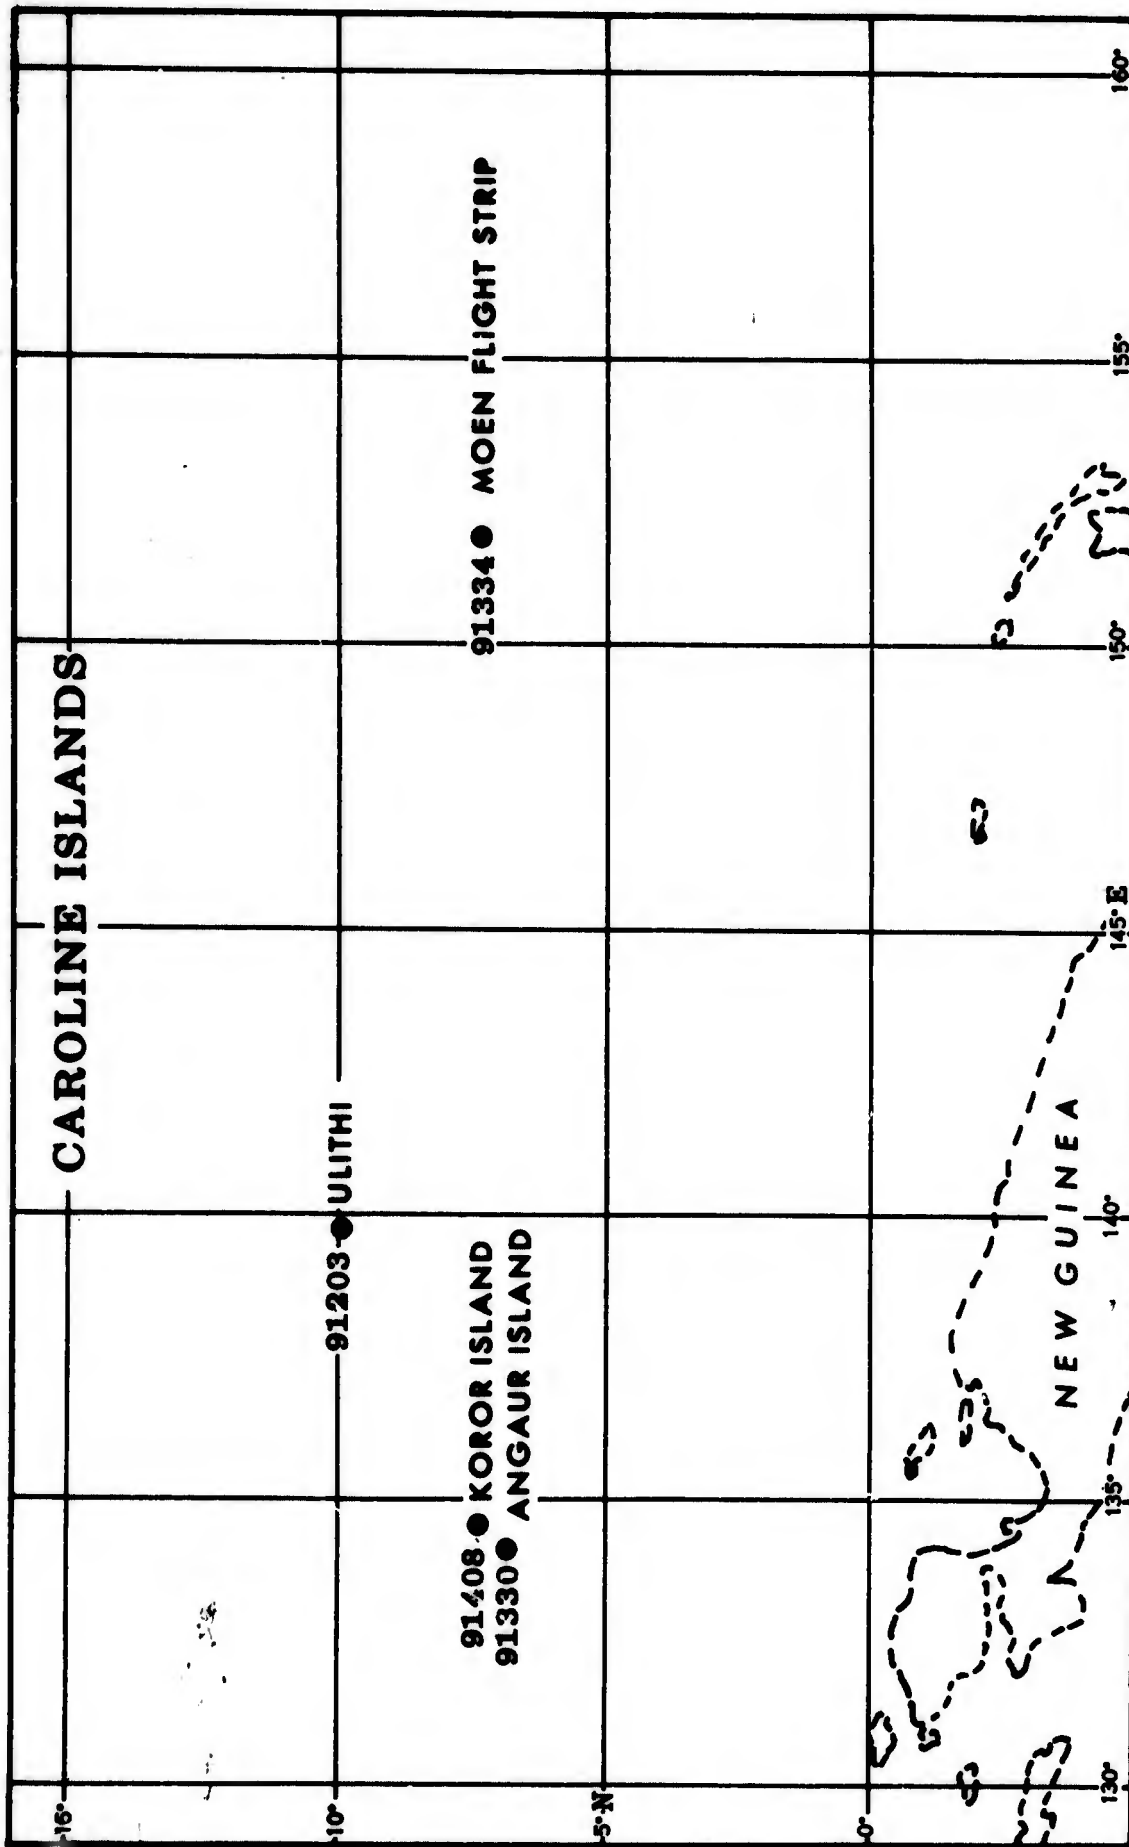 CAROLINE ISLANDS
16°
10°
5°N
0°
91203 ULITHI
91408 KOROR ISLAND
91330 ANGAUR ISLAND
91334 MOEN FLIGHT STRIP
NEW GUINEA
130°
135°
140°
145°E
150°
155°
160°